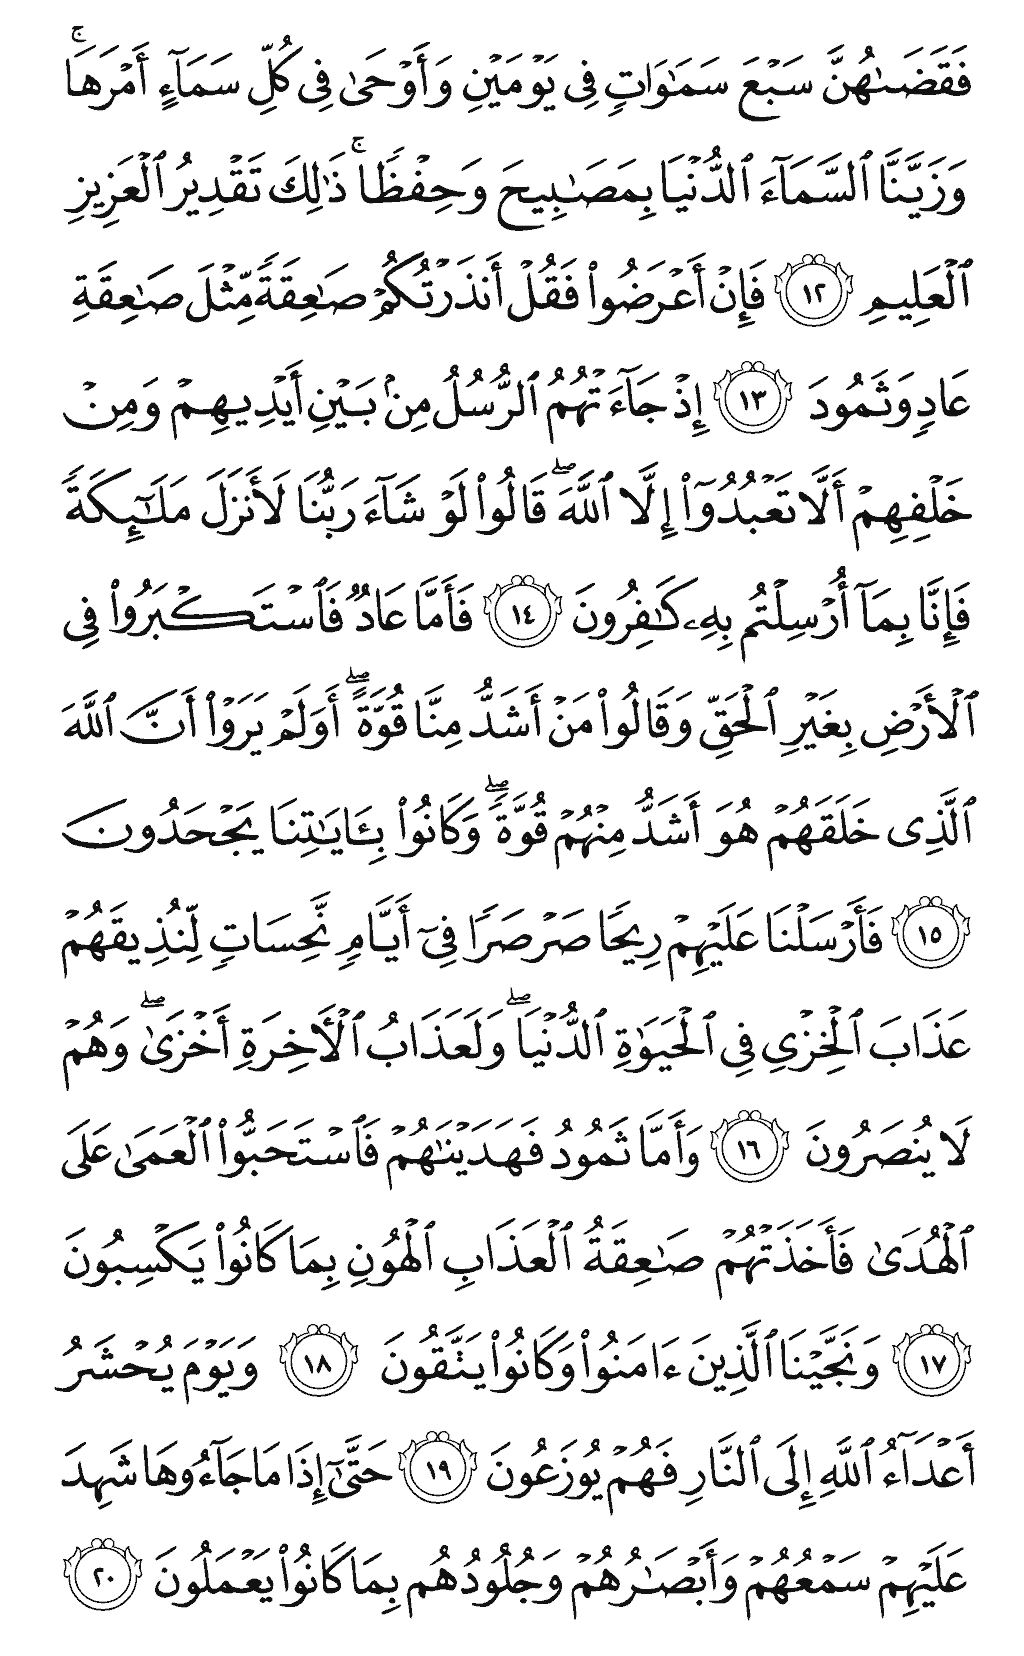 فَقَضَىٰهُنَّ سَبْعَ سَمَٰوَاتٍ فِى يَوْمَيْنِ وَأَوْحَىٰ فِى كُلِّ سَمَآءٍ أَمْرَهَا ۚ
وَزَيَّنَّا ٱلسَّمَآءَ ٱلدُّنْيَا بِمَصَٰبِيحَ وَحِفْظًا ۚ ذَٰلِكَ تَقْدِيرُ ٱلْعَزِيزِ
ٱلْعَلِيمِ ١٢ فَإِنْ أَعْرَضُوا۟ فَقُلْ أَنذَرْتُكُمْ صَٰعِقَةً مِّثْلَ صَٰعِقَةِ
عَادٍ وَثَمُودَ ١٣ إِذْ جَآءَتْهُمُ ٱلرُّسُلُ مِنۢ بَيْنِ أَيْدِيهِمْ وَمِنْ
خَلْفِهِمْ أَلَّا تَعْبُدُوٓا۟ إِلَّا ٱللَّهَ ۖ قَالُوا۟ لَوْ شَآءَ رَبُّنَا لَأَنزَلَ مَلَٰٓئِكَةً
فَإِنَّا بِمَآ أُرْسِلْتُم بِهِۦ كَٰفِرُونَ ١٤ فَأَمَّا عَادٌ فَٱسْتَكْبَرُوا۟ فِى
ٱلْأَرْضِ بِغَيْرِ ٱلْحَقِّ وَقَالُوا۟ مَنْ أَشَدُّ مِنَّا قُوَّةً ۖ أَوَلَمْ يَرَوْا۟ أَنَّ ٱللَّهَ
ٱلَّذِى خَلَقَهُمْ هُوَ أَشَدُّ مِنْهُمْ قُوَّةً ۖ وَكَانُوا۟ بِـَٔايَٰتِنَا يَجْحَدُونَ
١٥ فَأَرْسَلْنَا عَلَيْهِمْ رِيحًا صَرْصَرًا فِىٓ أَيَّامٍ نَّحِسَاتٍ لِّنُذِيقَهُمْ
عَذَابَ ٱلْخِزْىِ فِى ٱلْحَيَوٰةِ ٱلدُّنْيَا ۖ وَلَعَذَابُ ٱلْأَخِرَةِ أَخْزَىٰ ۖ وَهُمْ
لَا يُنصَرُونَ ١٦ وَأَمَّا ثَمُودُ فَهَدَيْنَٰهُمْ فَٱسْتَحَبُّوا۟ ٱلْعَمَىٰ عَلَى
ٱلْهُدَىٰ فَأَخَذَتْهُمْ صَٰعِقَةُ ٱلْعَذَابِ ٱلْهُونِ بِمَا كَانُوا۟ يَكْسِبُونَ
١٧ وَنَجَّيْنَا ٱلَّذِينَ ءَامَنُوا۟ وَكَانُوا۟ يَتَّقُونَ ١٨ وَيَوْمَ يُحْشَرُ
أَعْدَآءُ ٱللَّهِ إِلَى ٱلنَّارِ فَهُمْ يُوزَعُونَ ١٩ حَتَّىٰٓ إِذَا مَا جَآءُوهَا شَهِدَ
عَلَيْهِمْ سَمْعُهُمْ وَأَبْصَٰرُهُمْ وَجُلُودُهُم بِمَا كَانُوا۟ يَعْمَلُونَ ٢٠